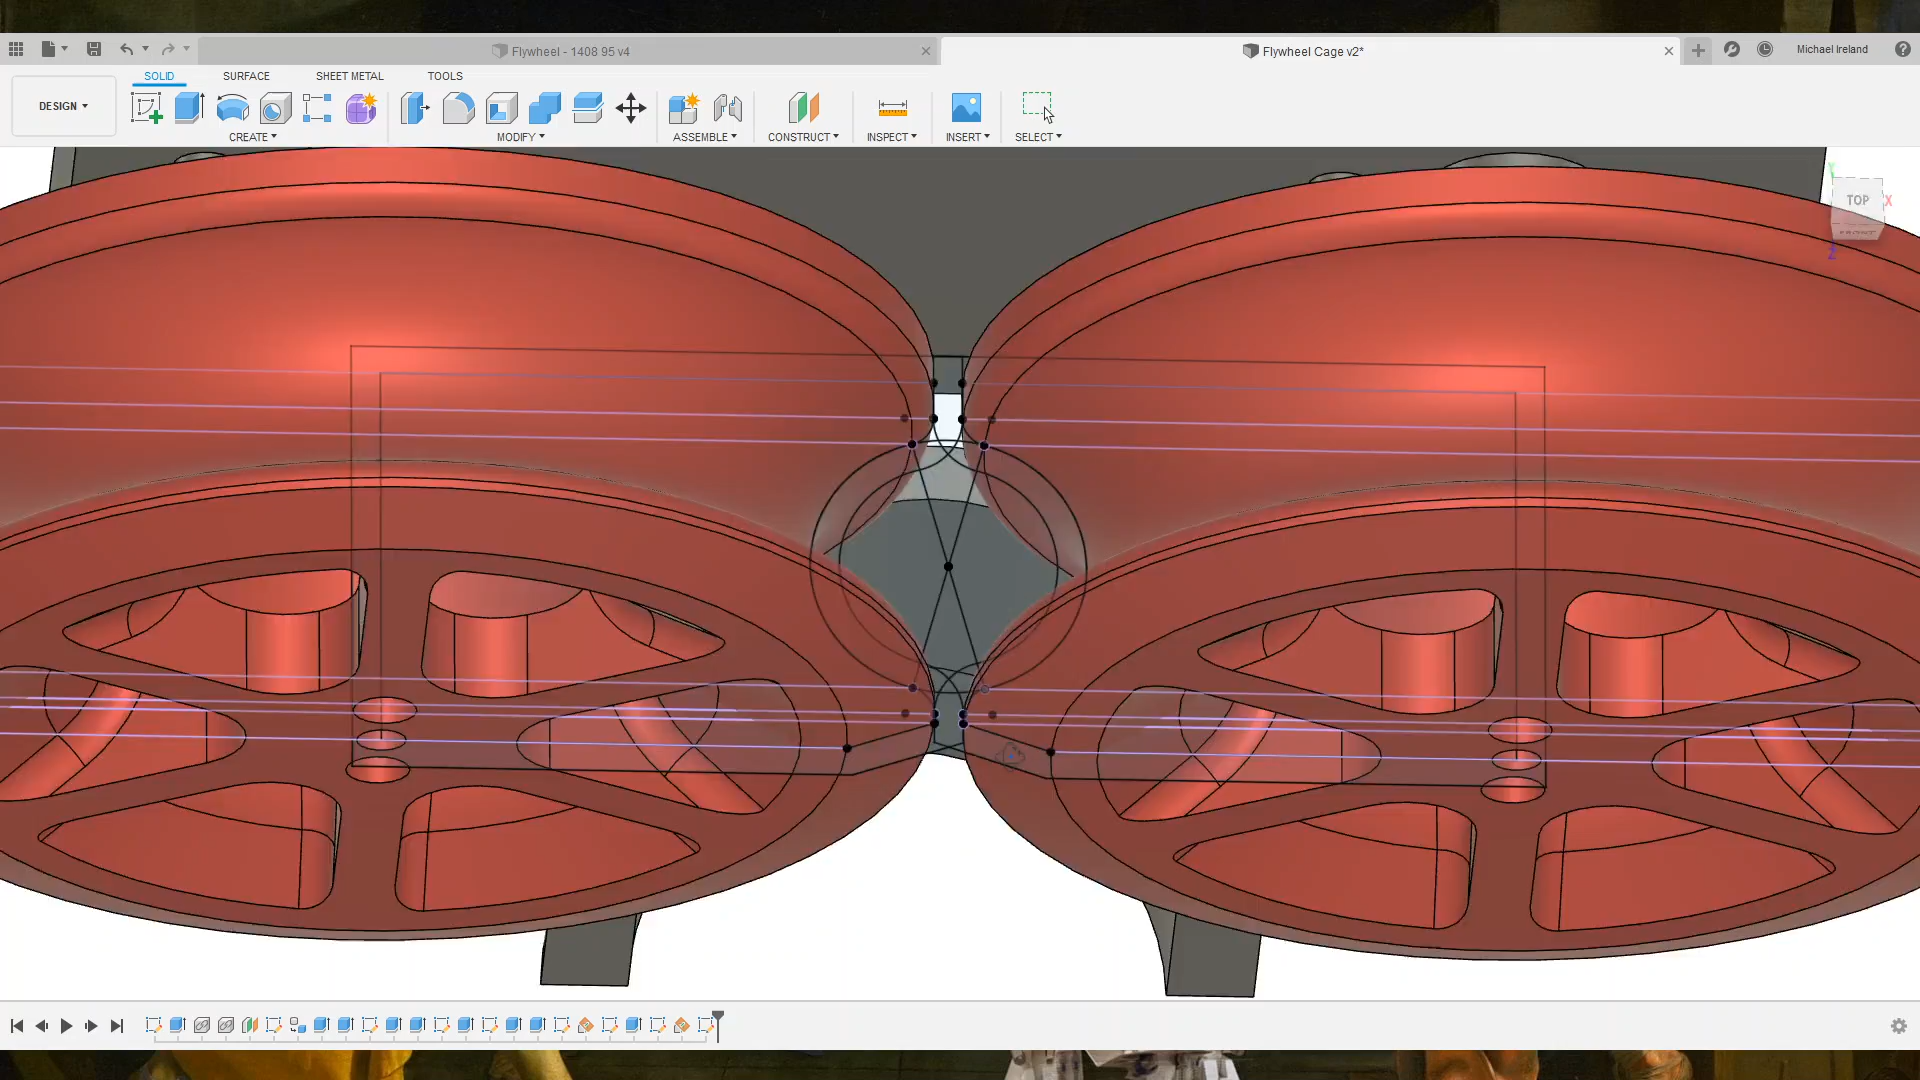 Flywheel - 1408 95 v4
Flywheel Cage v2*
Michael Ireland
SOLID
SURFACE
SHEET METAL
TOOLS
DESIGN
CREATE
MODIFY
ASSEMBLE
CONSTRUCT
INSPECT
INSERT
SELECT
Y
TOP
X
FRONT
Z